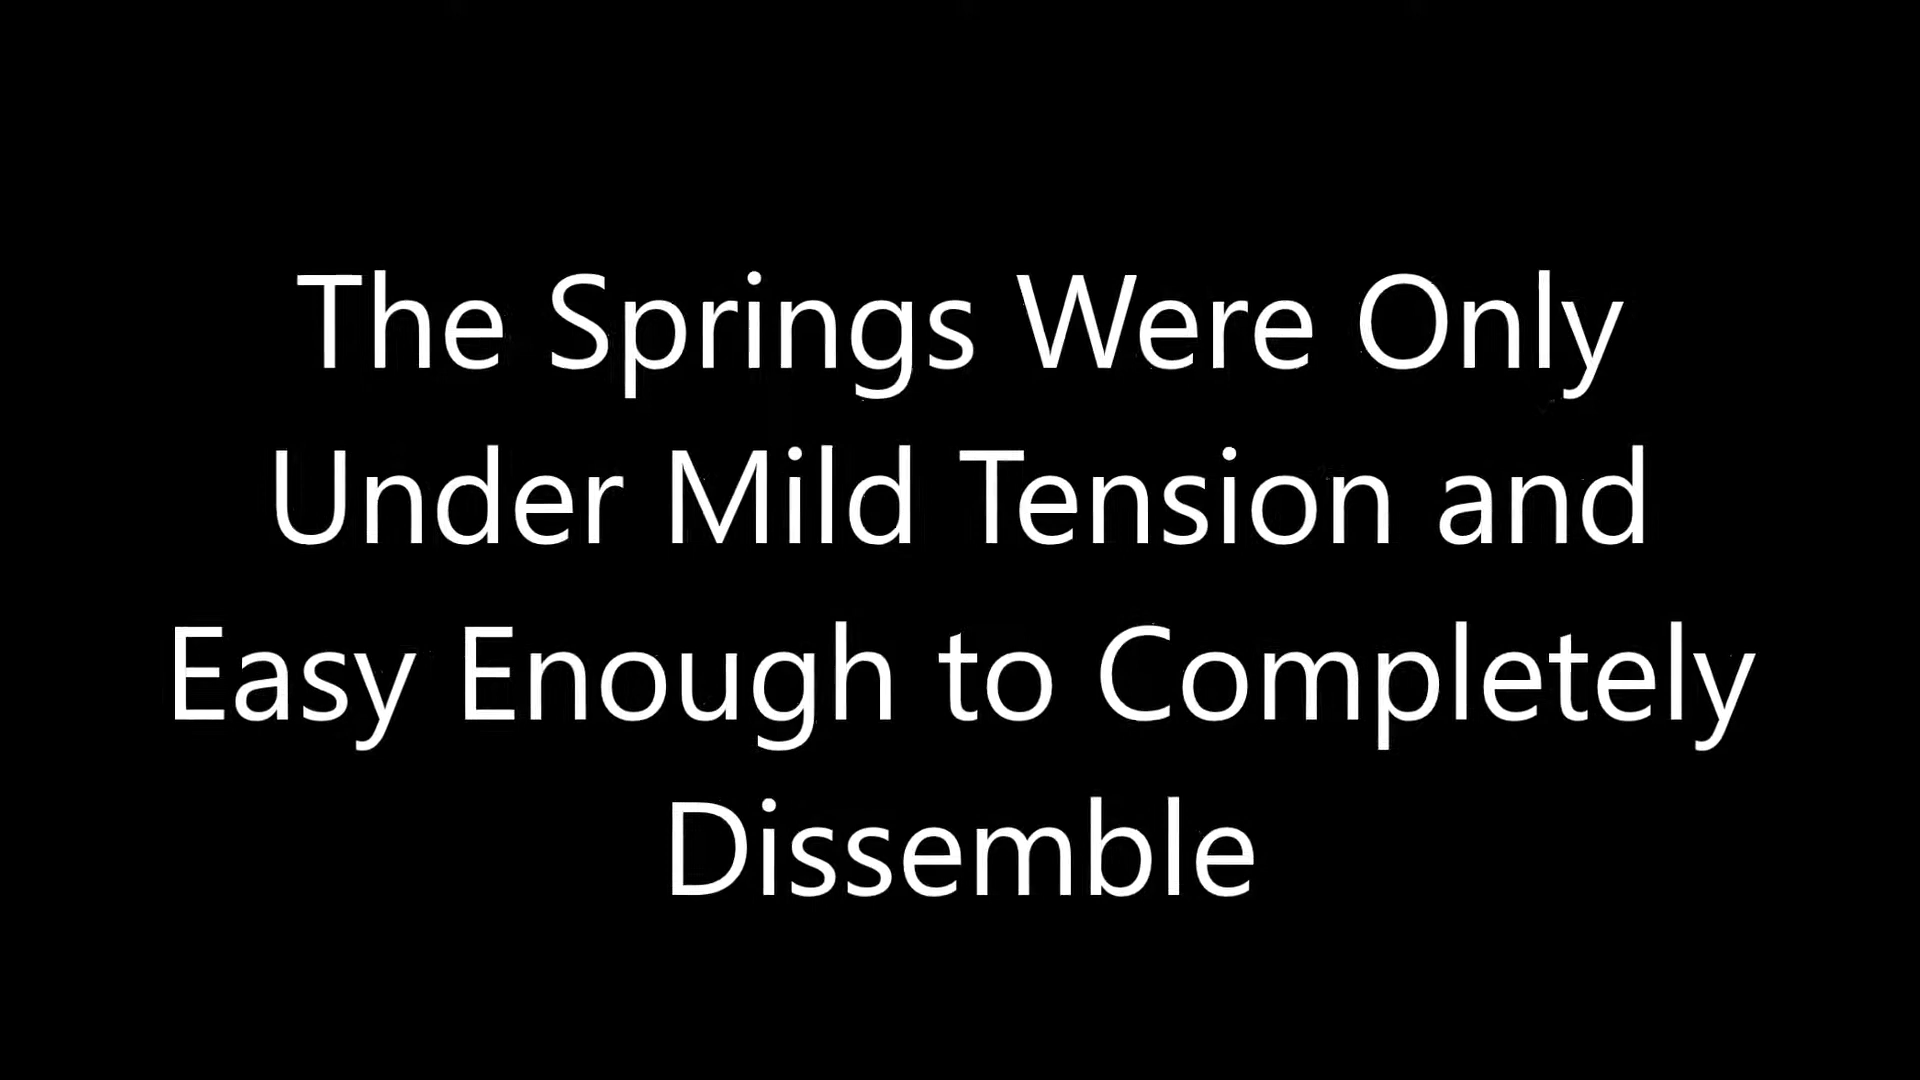 The Springs Were Only
Under Mild Tension and
Easy Enough to Completely
Dissemble